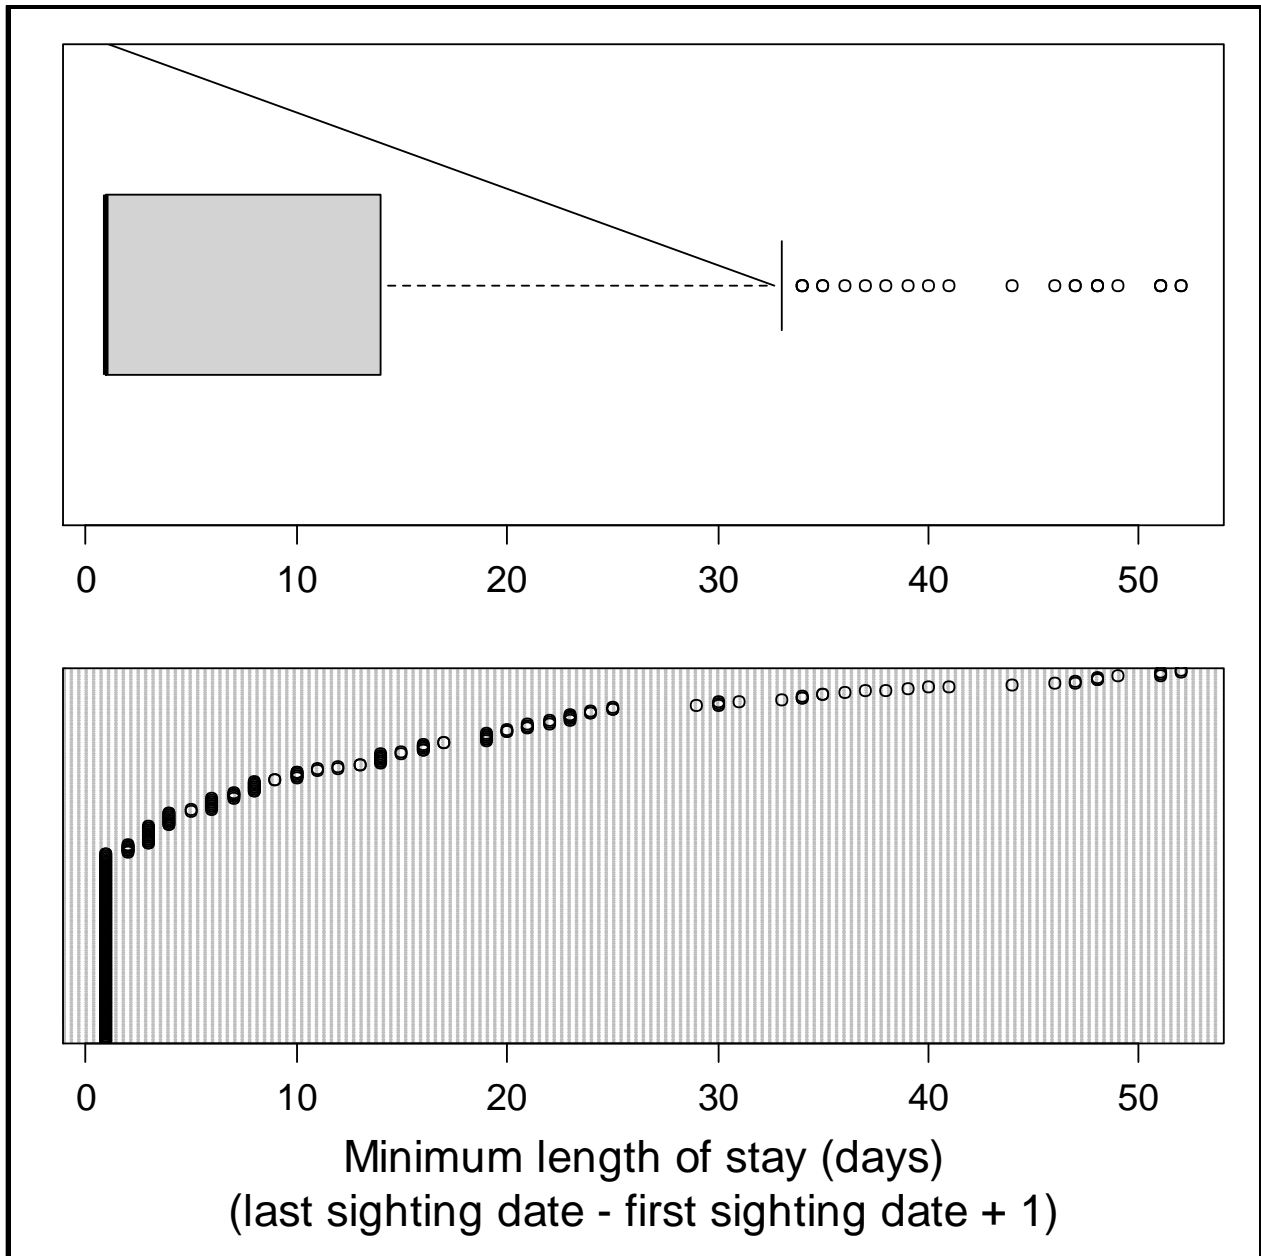 0 10 20 30 40 50
0 10 20 30 40 50
Minimum length of stay (days)
(last sighting date - first sighting date + 1)